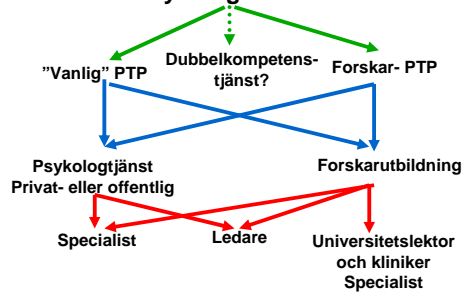 "Vanlig" PTP
Dubbelkompetens-
tjänst?
Forskar- PTP
Psykologtjänst
Privat- eller offentlig
Forskarutbildning
Specialist
Ledare
Universitetslektor
och kliniker
Specialist